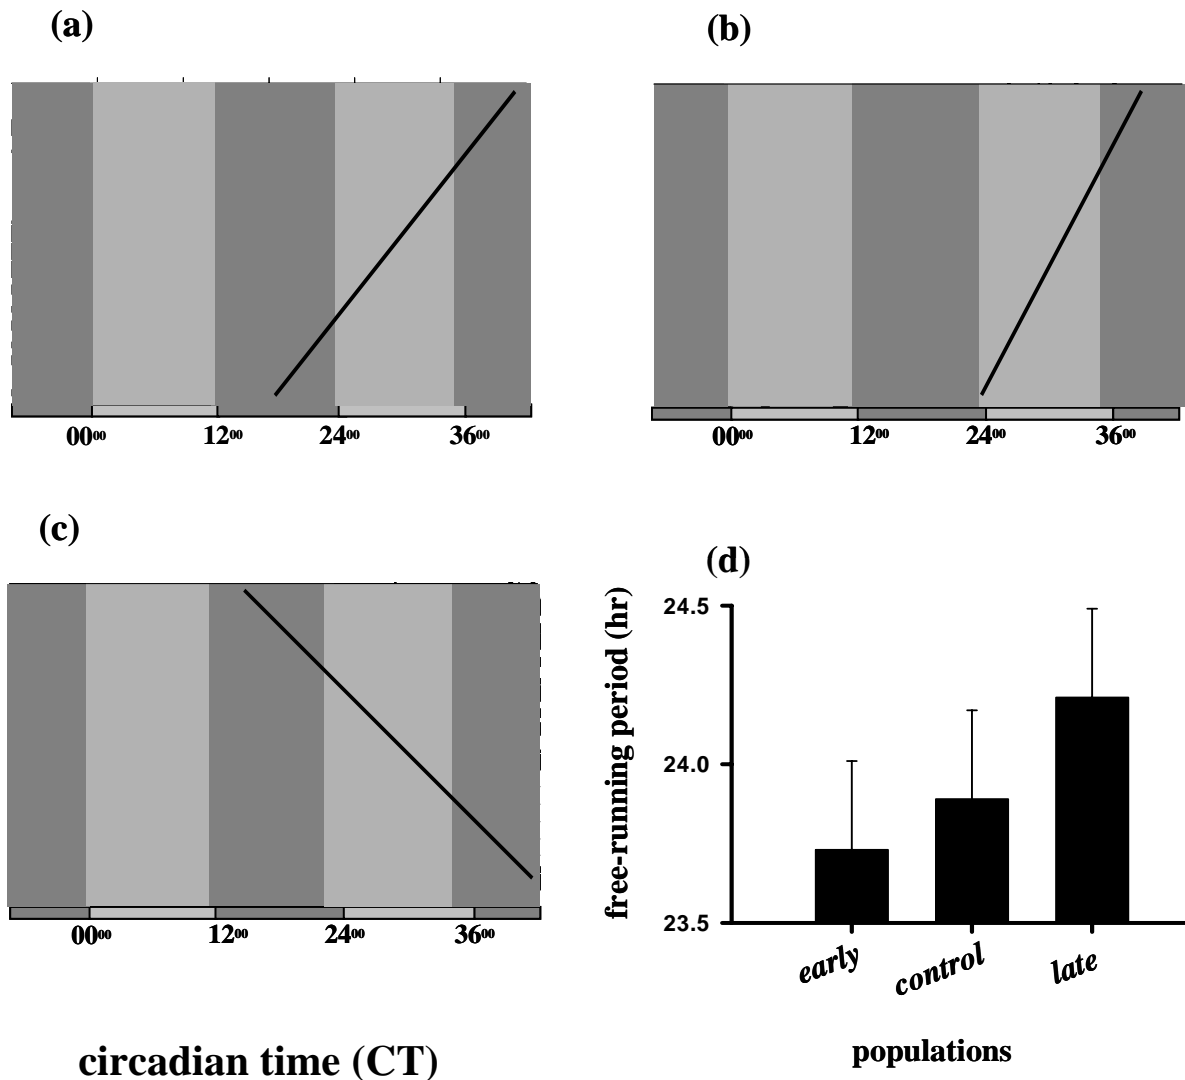 (a)
(b)
00⁰⁰ 12⁰⁰ 24⁰⁰ 36⁰⁰
00⁰⁰ 12⁰⁰ 24⁰⁰ 36⁰⁰
(c)
(d)
00⁰⁰ 12⁰⁰ 24⁰⁰ 36⁰⁰
circadian time (CT)
free-running period (hr)
24.5
24.0
23.5
early control late
populations